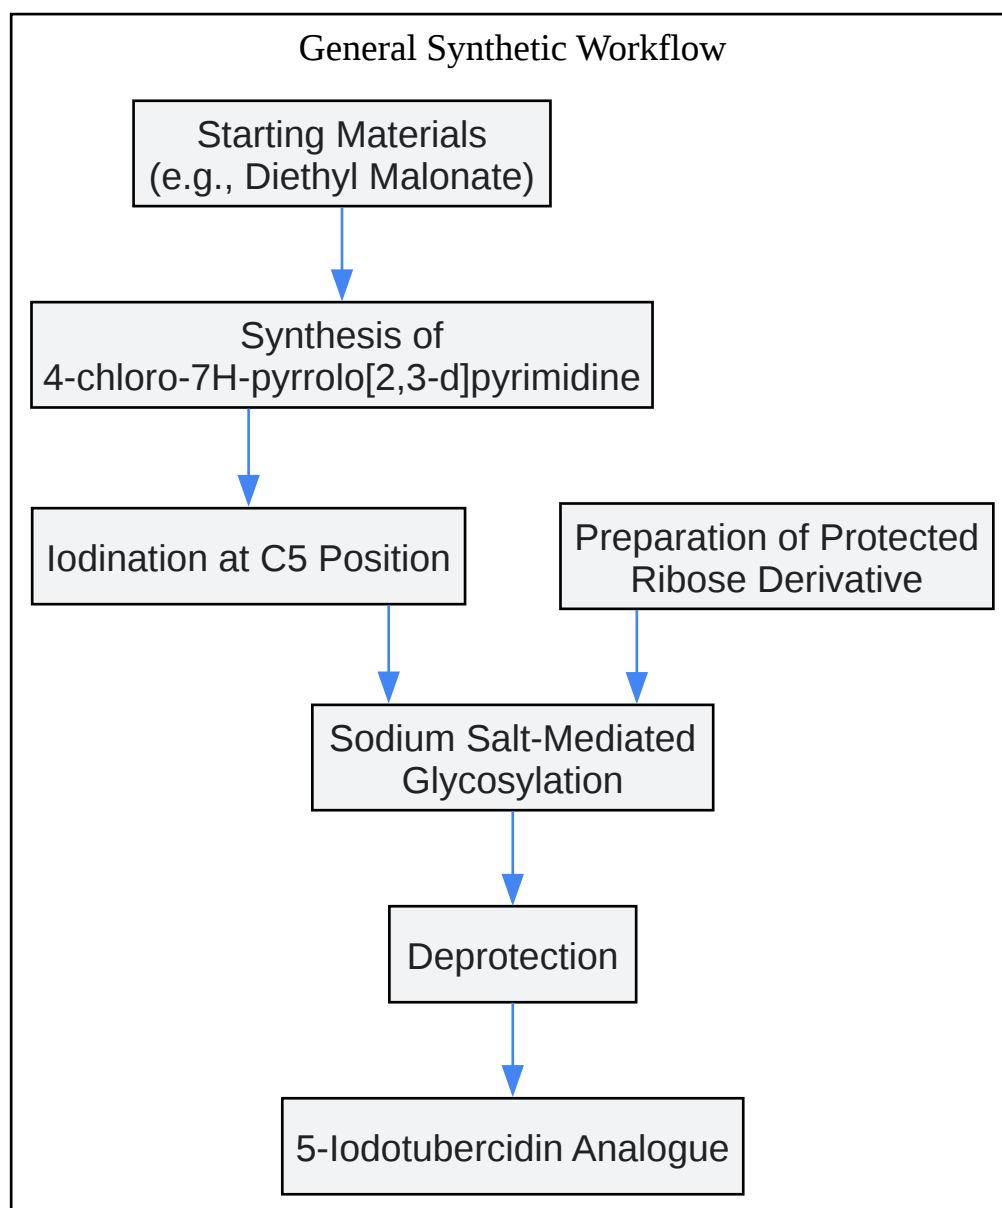 General Synthetic Workflow
Starting Materials
(e.g., Diethyl Malonate)
Synthesis of
4-chloro-7H-pyrrolo[2,3-d]pyrimidine
Iodination at C5 Position
Preparation of Protected
Ribose Derivative
Sodium Salt-Mediated
Glycosylation
Deprotection
5-Iodotubercidin Analogue